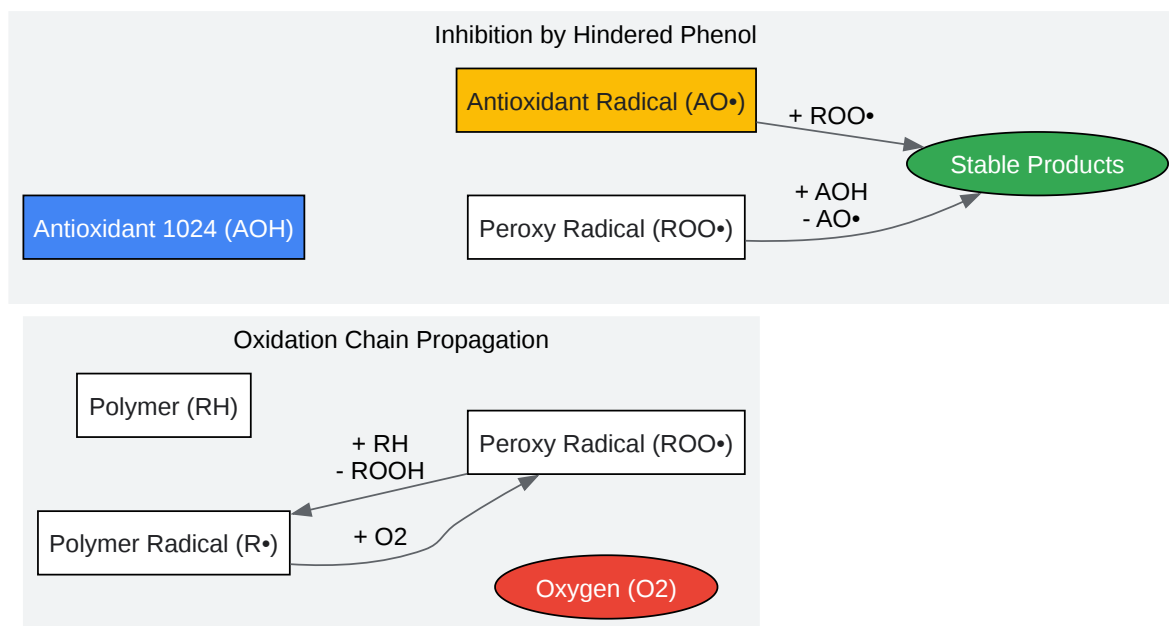 Inhibition by Hindered Phenol
Antioxidant Radical (AO•)
+ ROO•
Stable Products
Antioxidant 1024 (AOH)
Peroxy Radical (ROO•)
+ AOH
- AO•
Oxidation Chain Propagation
Polymer (RH)
Peroxy Radical (ROO•)
+ RH
- ROOH
Polymer Radical (R•)
+ O2
Oxygen (O2)